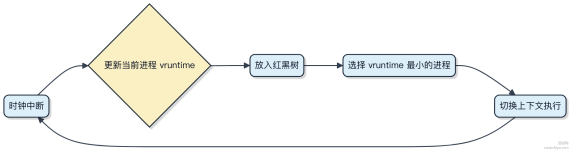 时钟中断
更新当前进程 vruntime
放入红黑树
选择 vruntime 最小的进程
切换上下文执行